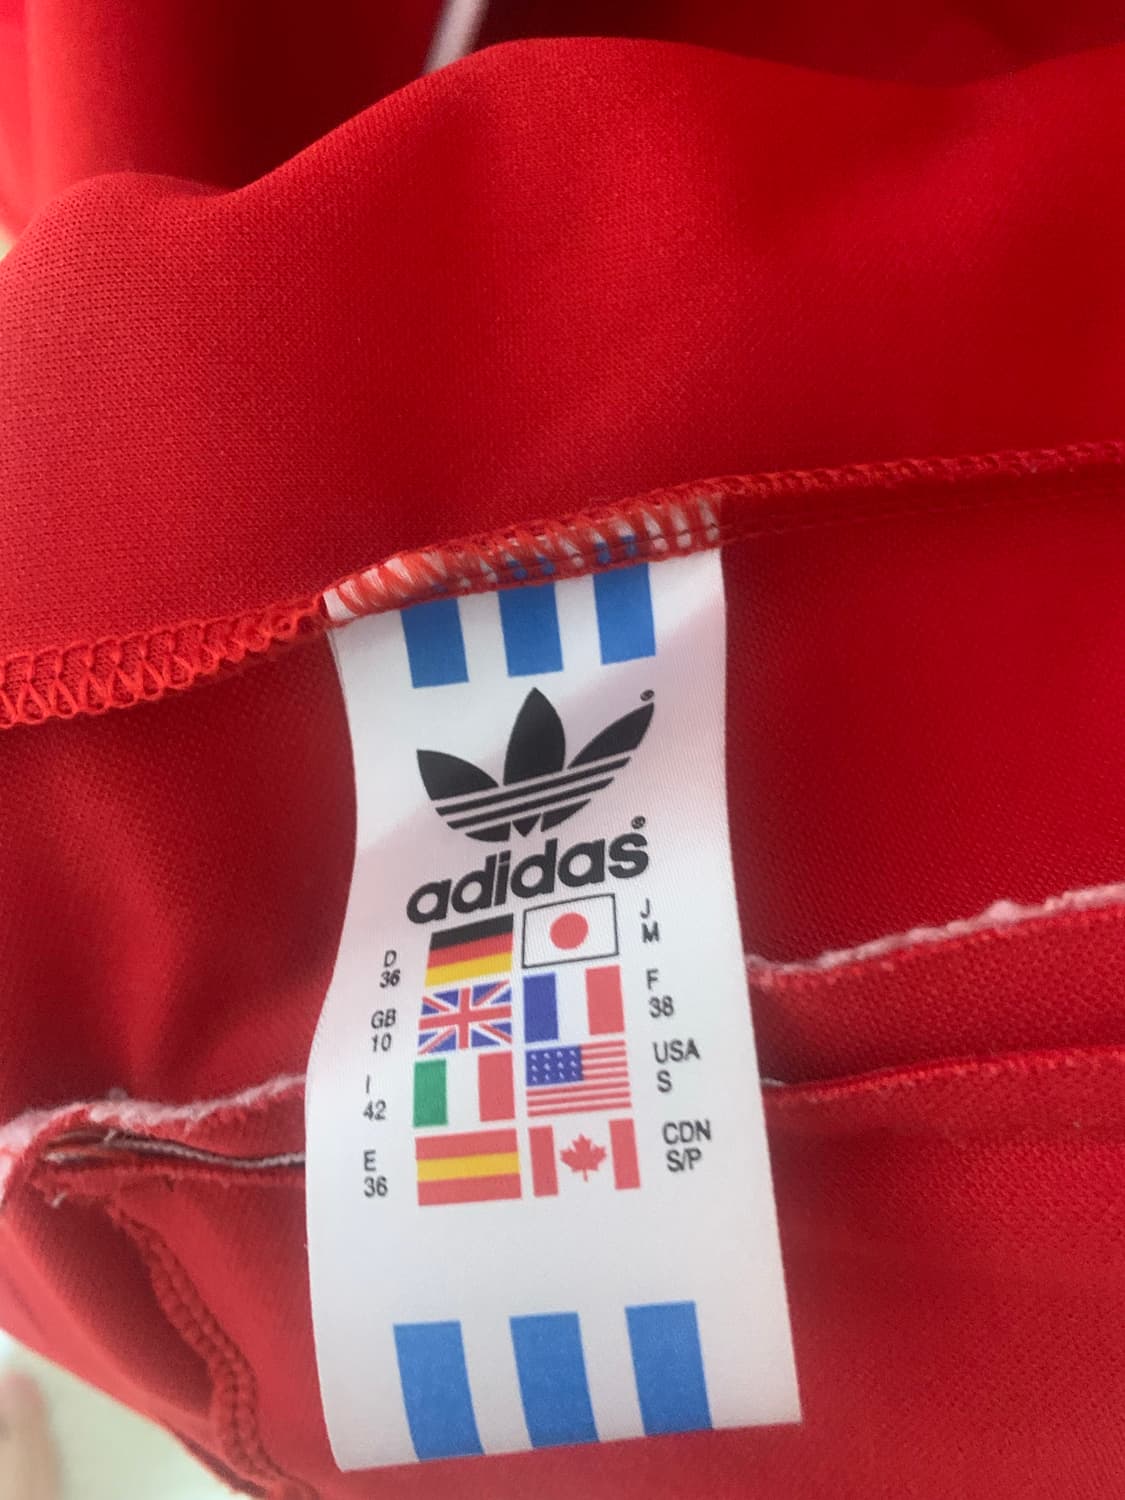 adidas®
D
36
J
M
GB
10
F
38
I
42
USA
S
E
36
CDN
S/P